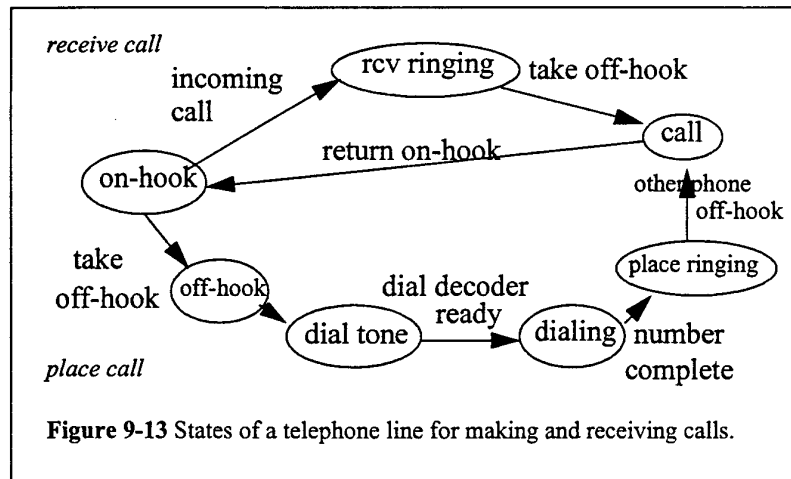 receive call
rcv ringing
take off-hook
incoming
call
call
return on-hook
on-hook
other phone
off-hook
take
off-hook
off-hook
place ringing
dial decoder
ready
dial tone
dialing
number
complete
place call
Figure 9-13 States of a telephone line for making and receiving calls.